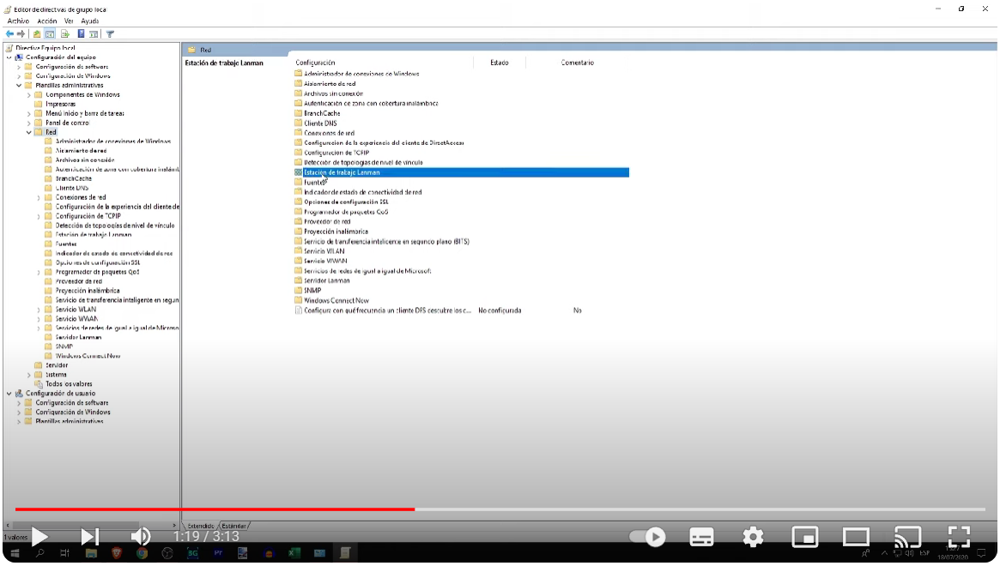 Editor de directivas de grupo local
Archivo Acción Ver Ayuda
Directiva Equipo local
Configuración del equipo
Configuración de software
Configuración de Windows
Plantillas administrativas
Componentes de Windows
Impresoras
Menú Inicio y barra de tareas
Panel de control
Red
Administrador de conexiones de Windows
Aislamiento de red
Archivos sin conexión
Autenticación de zona con cobertura inalámb
BranchCache
Cliente DNS
Conexiones de red
Configuración de la experiencia del cliente de
Configuración de TCPIP
Detección de topologías de nivel de vínculo
Estación de trabajo Lanman
Fuentes
Indicador de estado de conectividad de red
Opciones de configuración SSL
Programador de paquetes QoS
Proveedor de red
Proyección inalámbrica
Servicio de transferencia inteligente en segun
Servicio WLAN
Servicio WWAN
Servicios de redes de igual a igual de Microso
Servidor Lanman
SNMP
Windows Connect Now
Servidor
Sistema
Todos los valores
Configuración de usuario
Configuración de software
Configuración de Windows
Plantillas administrativas
Red
Estación de trabajo Lanman
Configuración Estado Comentario
Administrador de conexiones de Windows
Aislamiento de red
Archivos sin conexión
Autenticación de zona con cobertura inalámbrica
BranchCache
Cliente DNS
Conexiones de red
Configuración de la experiencia del cliente de DirectAccess
Configuración de TCPIP
Detección de topologías de nivel de vínculo
Estación de trabajo Lanman
Fuentes
Indicador de estado de conectividad de red
Opciones de configuración SSL
Programador de paquetes QoS
Proveedor de red
Proyección inalámbrica
Servicio de transferencia inteligente en segundo plano (BITS)
Servicio WLAN
Servicio WWAN
Servicios de redes de igual a igual de Microsoft
Servidor Lanman
SNMP
Windows Connect Now
Configura con qué frecuencia un cliente DFS descubre los c... No configurada No
Extendido Estándar
1 valores
1:19 / 3:13
SG Pr ESP
18/07/2020